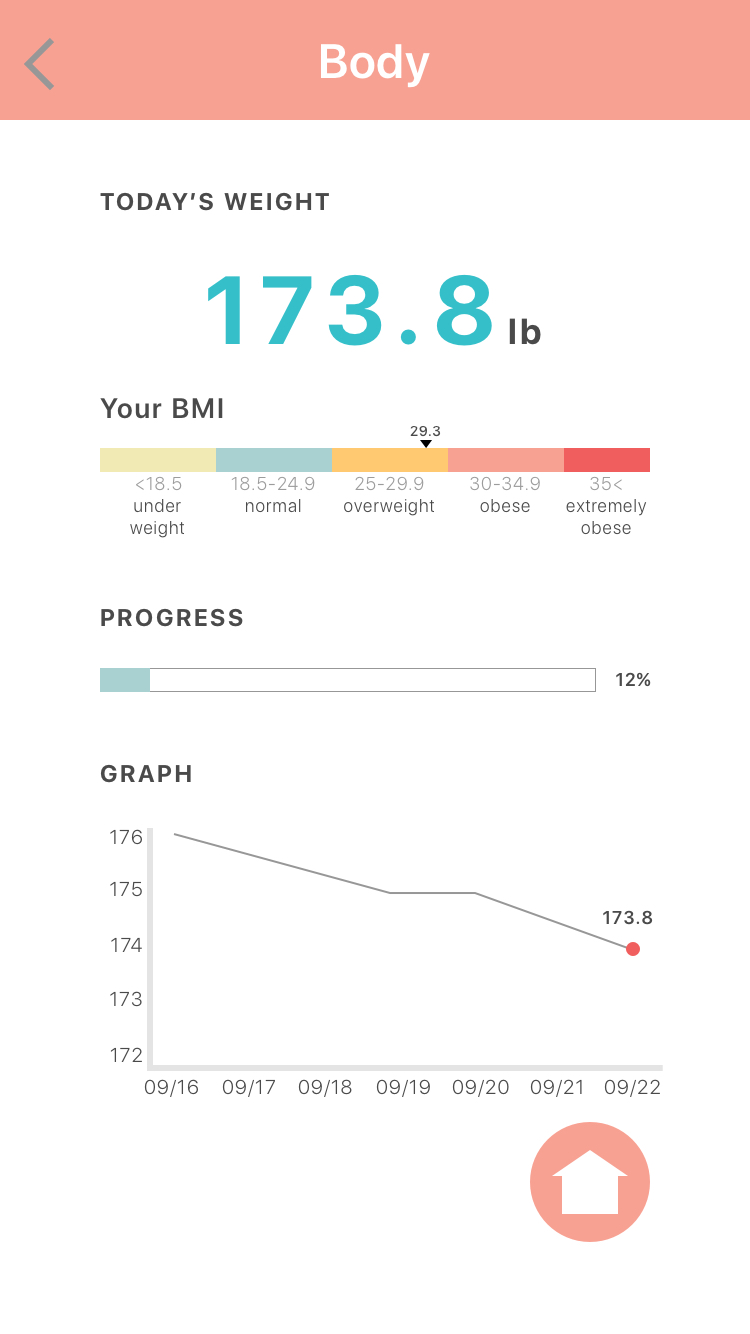 Body
TODAY’S WEIGHT
173.8 lb
Your BMI
29.3
<18.5 18.5-24.9 25-29.9 30-34.9 35<
under normal overweight obese extremely
weight obese
PROGRESS
12%
GRAPH
176
175
173.8
174
173
172
09/16 09/17 09/18 09/19 09/20 09/21 09/22